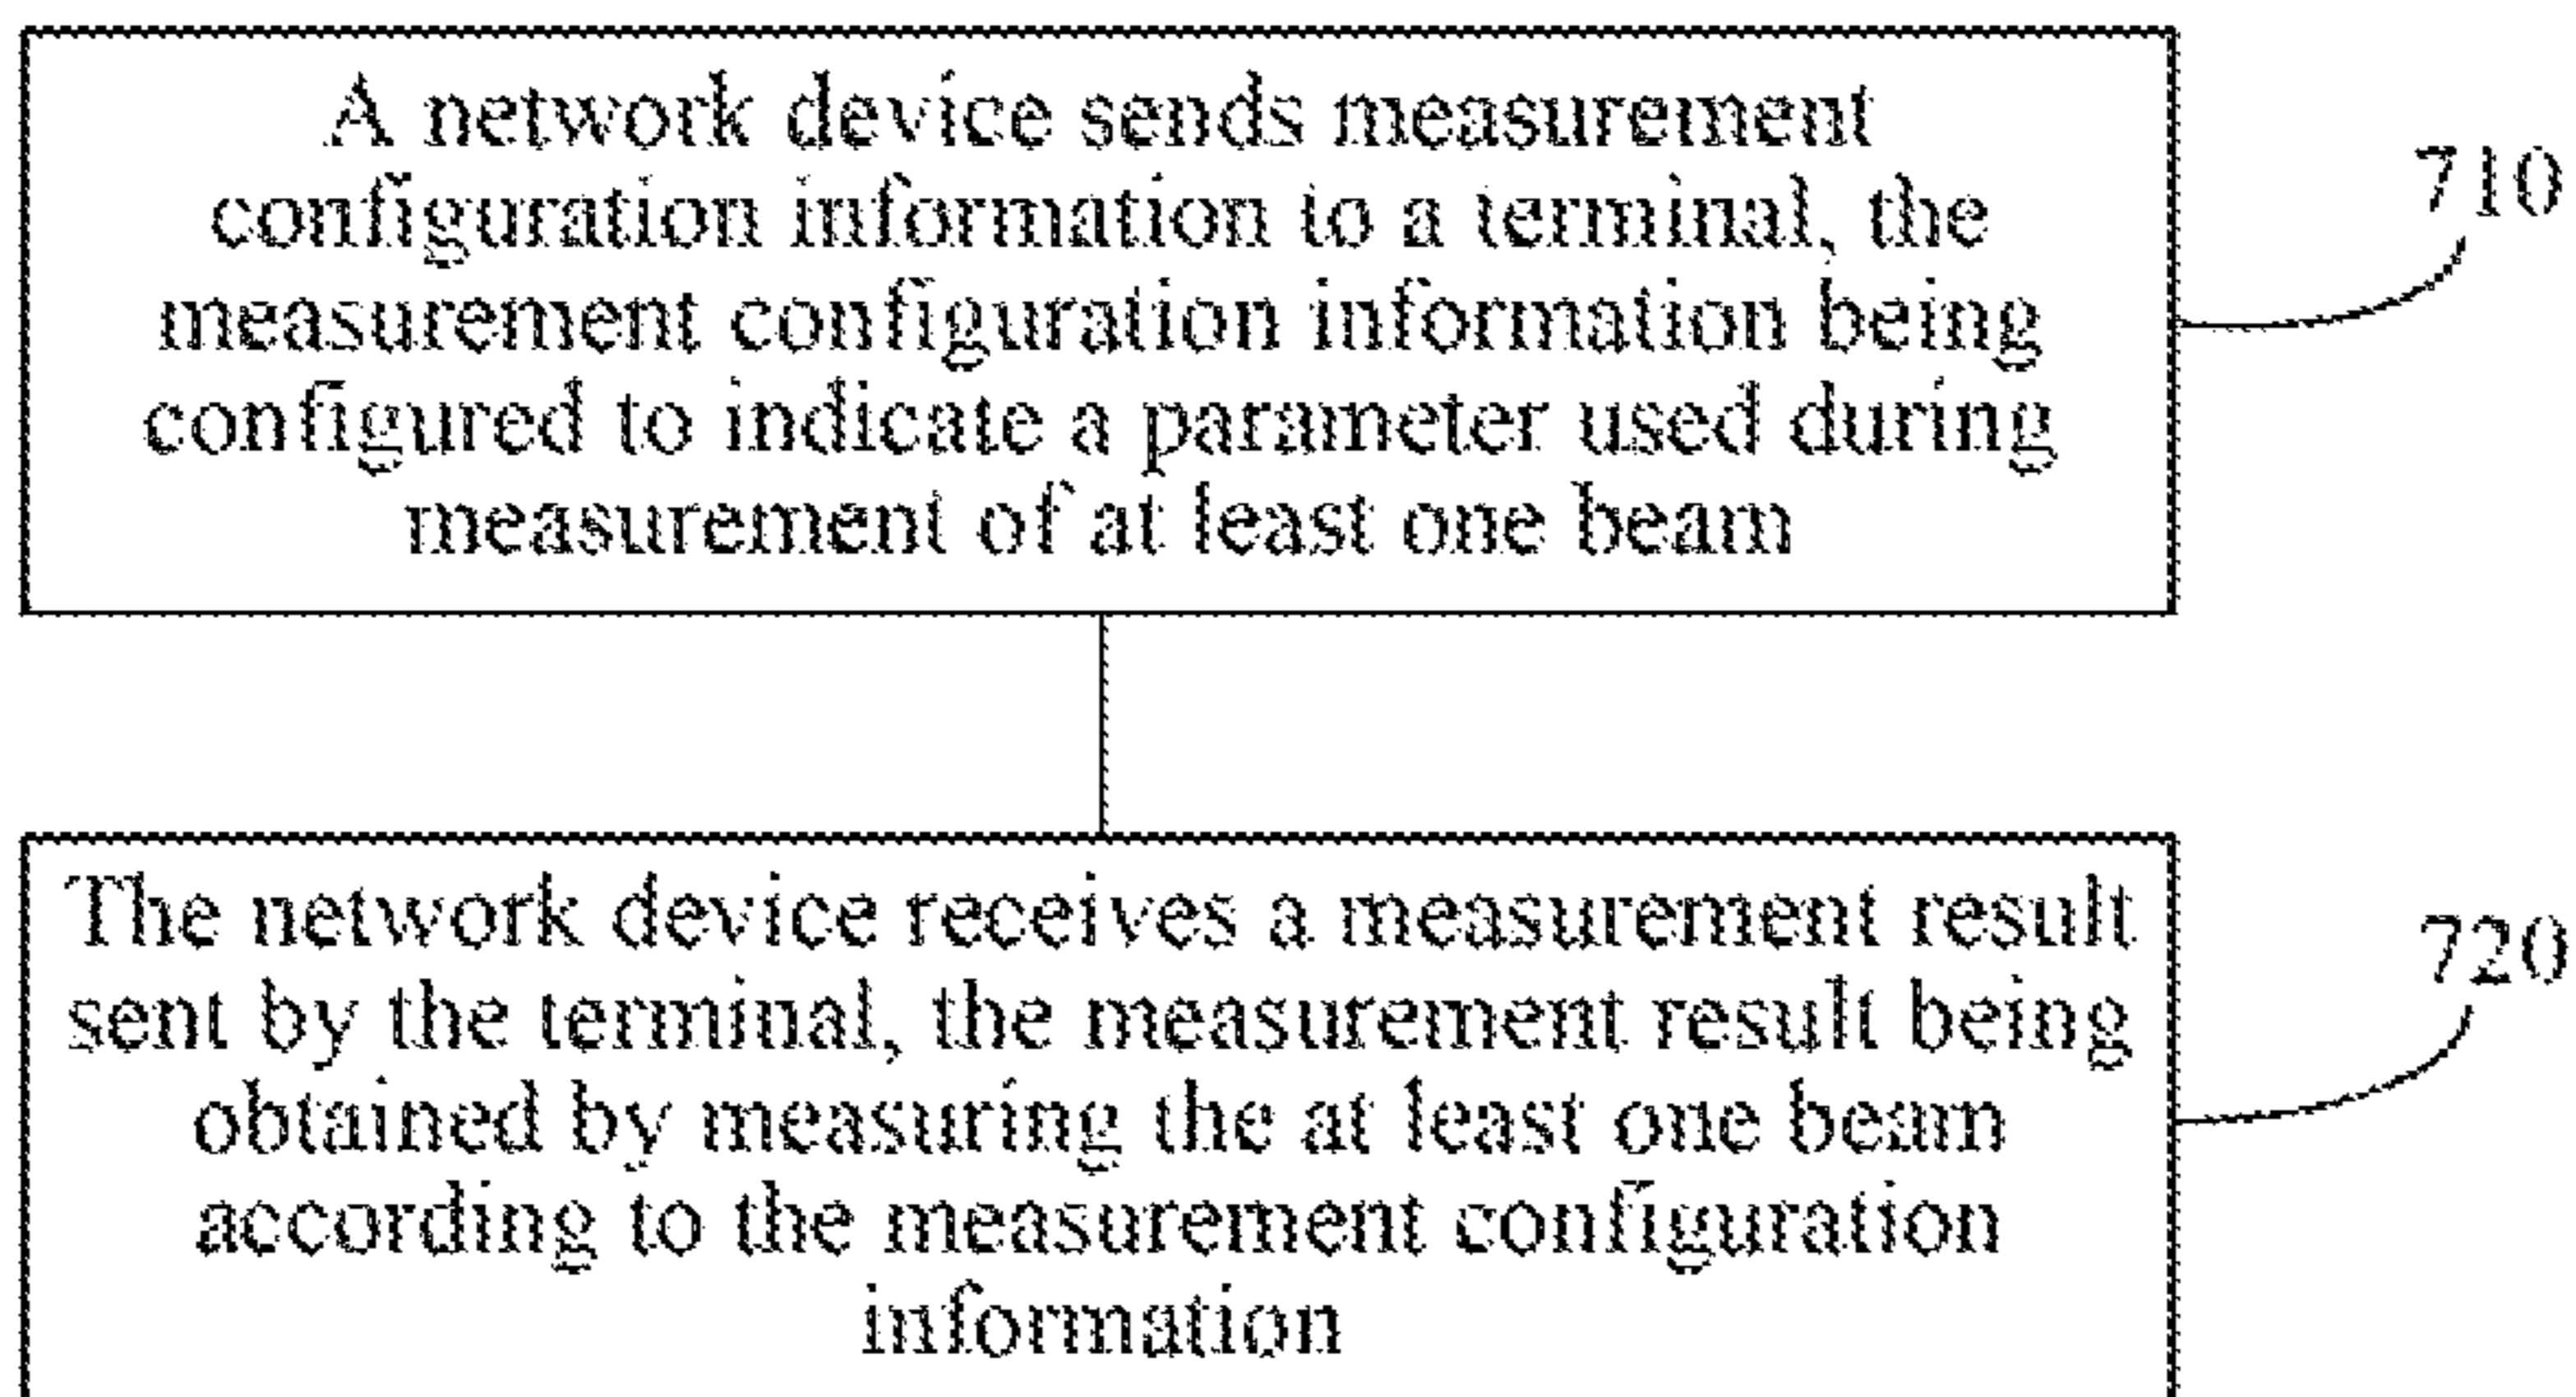 A network device sends measurement
configuration information to a terminal, the
measurement configuration information being
configured to indicate a parameter used during
measurement of at least one beam
710
The network device receives a measurement result
sent by the terminal, the measurement result being
obtained by measuring the at least one beam
according to the measurement configuration
information
720